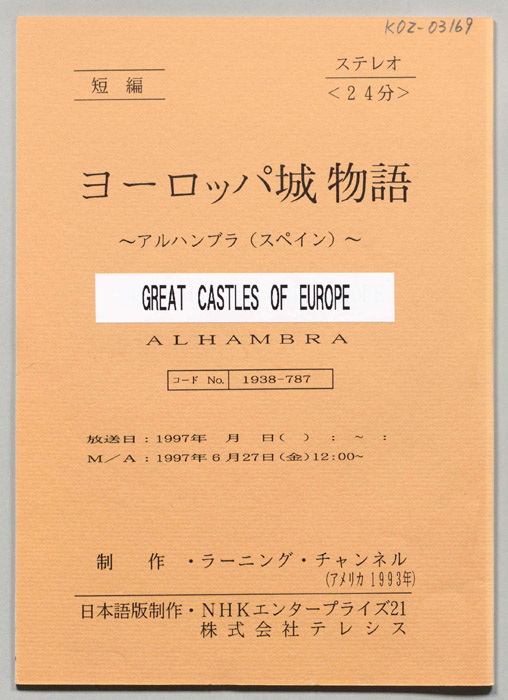 KOZ-03169
短編
ステレオ
＜２４分＞
ヨーロッパ城 物語
～アルハンブラ（スペイン）～
GREAT CASTLES OF EUROPE
ALHAMBRA
コード No. 1938-787
放送日：1997年　月　日（　）　：　～　：
M／A：1997年６月27日（金）12:00～
制　作・ラーニング・チャンネル
（アメリカ 1993年）
日本語版制作・NHKエンタープライズ21
株式会社テレシス